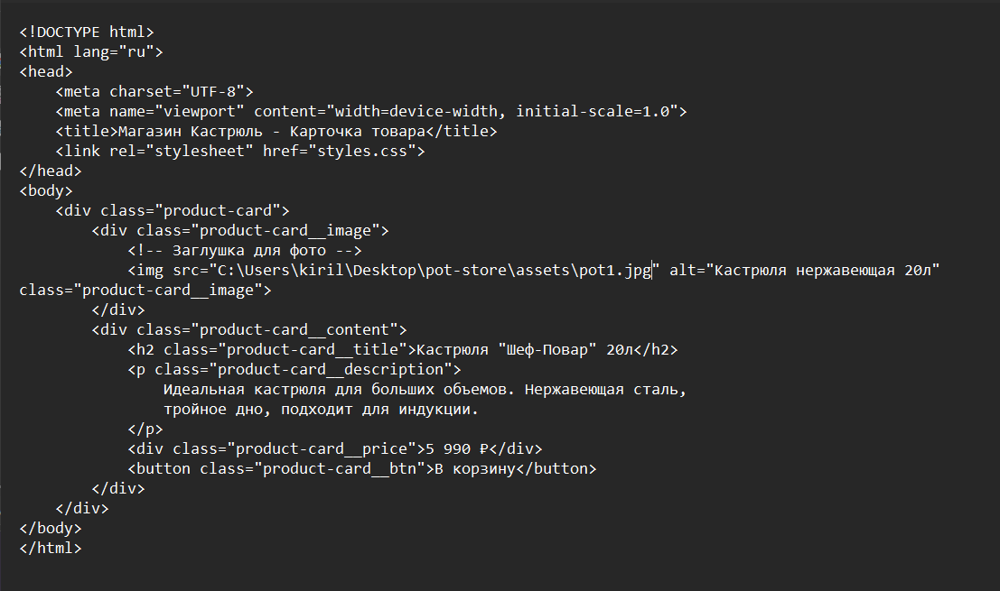 <!DOCTYPE html>
<html lang="ru">
<head>
    <meta charset="UTF-8">
    <meta name="viewport" content="width=device-width, initial-scale=1.0">
    <title>Магазин Кастрюль - Карточка товара</title>
    <link rel="stylesheet" href="styles.css">
</head>
<body>
    <div class="product-card">
        <div class="product-card__image">
            <!-- Заглушка для фото -->
            <img src="C:\Users\kiril\Desktop\pot-store\assets\pot1.jpg" alt="Кастрюля нержавеющая 20л"
class="product-card__image">
        </div>
        <div class="product-card__content">
            <h2 class="product-card__title">Кастрюля "Шеф-Повар" 20л</h2>
            <p class="product-card__description">
                Идеальная кастрюля для больших объемов. Нержавеющая сталь,
                тройное дно, подходит для индукции.
            </p>
            <div class="product-card__price">5 990 ₽</div>
            <button class="product-card__btn">В корзину</button>
        </div>
    </div>
</body>
</html>